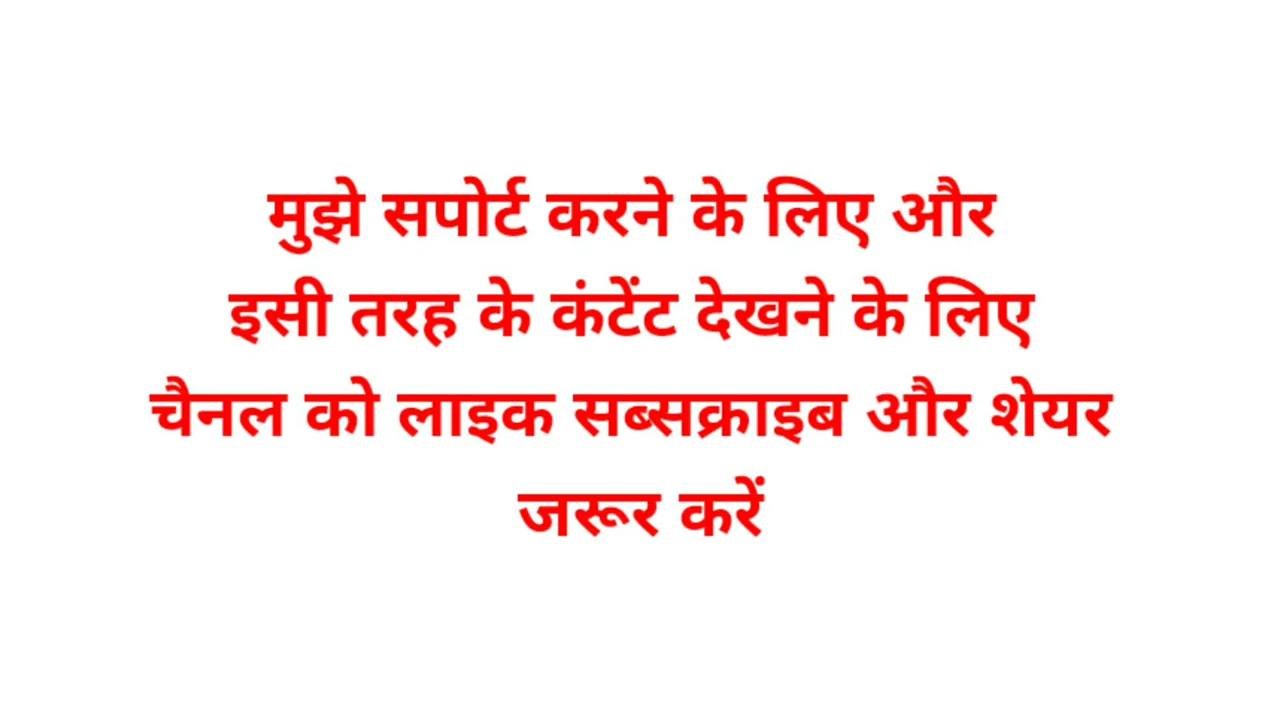 मुझे सपोर्ट करने के लिए और
इसी तरह के कंटेंट देखने के लिए
चैनल को लाइक सब्सक्राइब और शेयर
जरूर करें